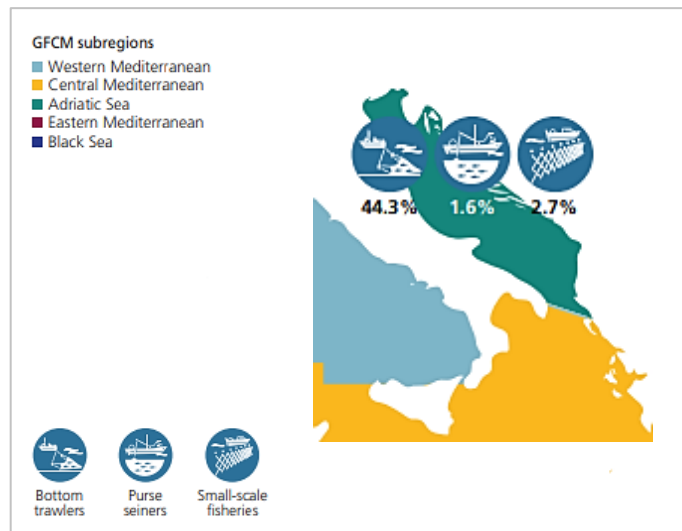 GFCM subregions
Western Mediterranean
Central Mediterranean
Adriatic Sea
Eastern Mediterranean
Black Sea
44.3%
1.6%
2.7%
Bottom
trawlers
Purse
seiners
Small-scale
fisheries